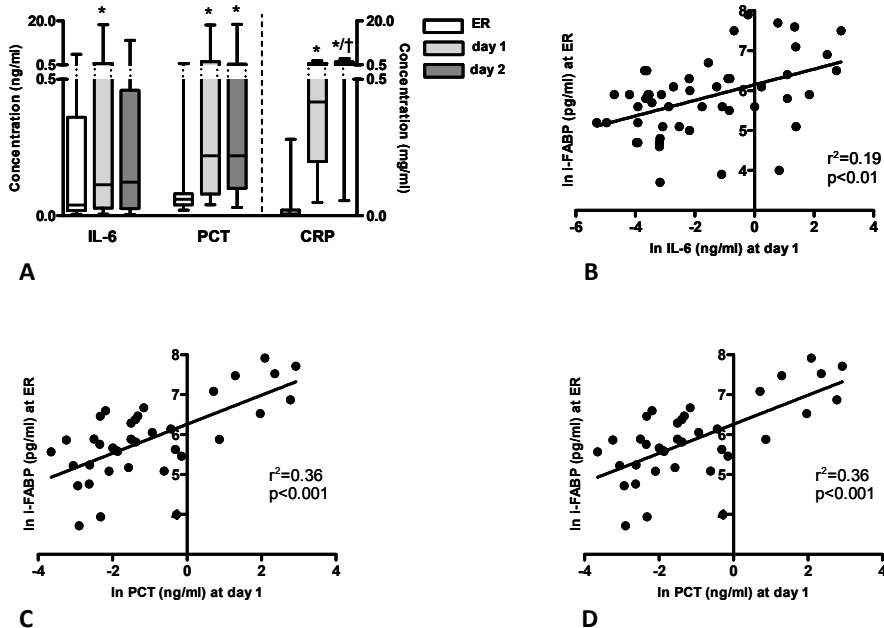 20.0
0.5
0.5
0.0
Concentration (ng/ml)
* * * * */†
20.0
0.5
0.5
0.0
Concentration (mg/ml)
IL-6 PCT CRP
ER
day 1
day 2
A
8
7
6
5
4
ln i-FABP (pg/ml) at ER
r²=0.19
p<0.01
-6 -4 -2 0 2 4
ln IL-6 (ng/ml) at day 1
B
8
7
6
5
4
ln i-FABP (pg/ml) at ER
r²=0.36
p<0.001
-4 -2 0 2 4
ln PCT (ng/ml) at day 1
C
8
7
6
5
4
ln i-FABP (pg/ml) at ER
r²=0.36
p<0.001
-4 -2 0 2 4
ln PCT (ng/ml) at day 1
D